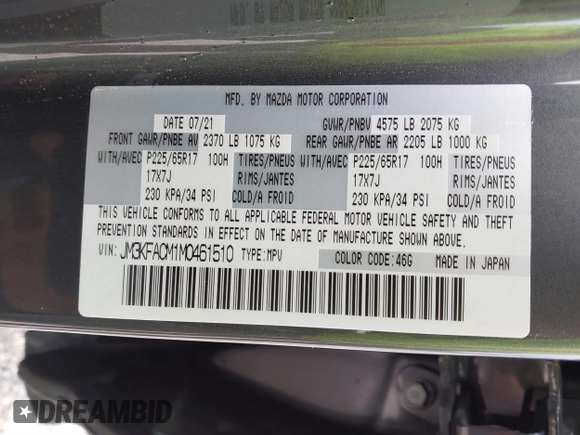 MFD. BY MAZDA MOTOR CORPORATION
DATE 07/21 GVWR/PNBV 4575 LB 2075 KG
FRONT GAWR/PNBE AV 2370 LB 1075 KG REAR GAWR/PNBE AR 2205 LB 1000 KG
WITH/AVEC P225/65R17 100H TIRES/PNEUS WITH/AVEC P225/65R17 100H TIRES/PNEUS
17X7J RIMS/JANTES 17X7J RIMS/JANTES
230 KPA/34 PSI COLD/A FROID 230 KPA/34 PSI COLD/A FROID
THIS VEHICLE CONFORMS TO ALL APPLICABLE FEDERAL MOTOR VEHICLE SAFETY AND THEFT
PREVENTION STANDARDS IN EFFECT ON THE DATE OF MANUFACTURE SHOWN ABOVE.
VIN: JM3KFACM1M0461510 TYPE:MPV COLOR CODE:46G MADE IN JAPAN
DREAMBID